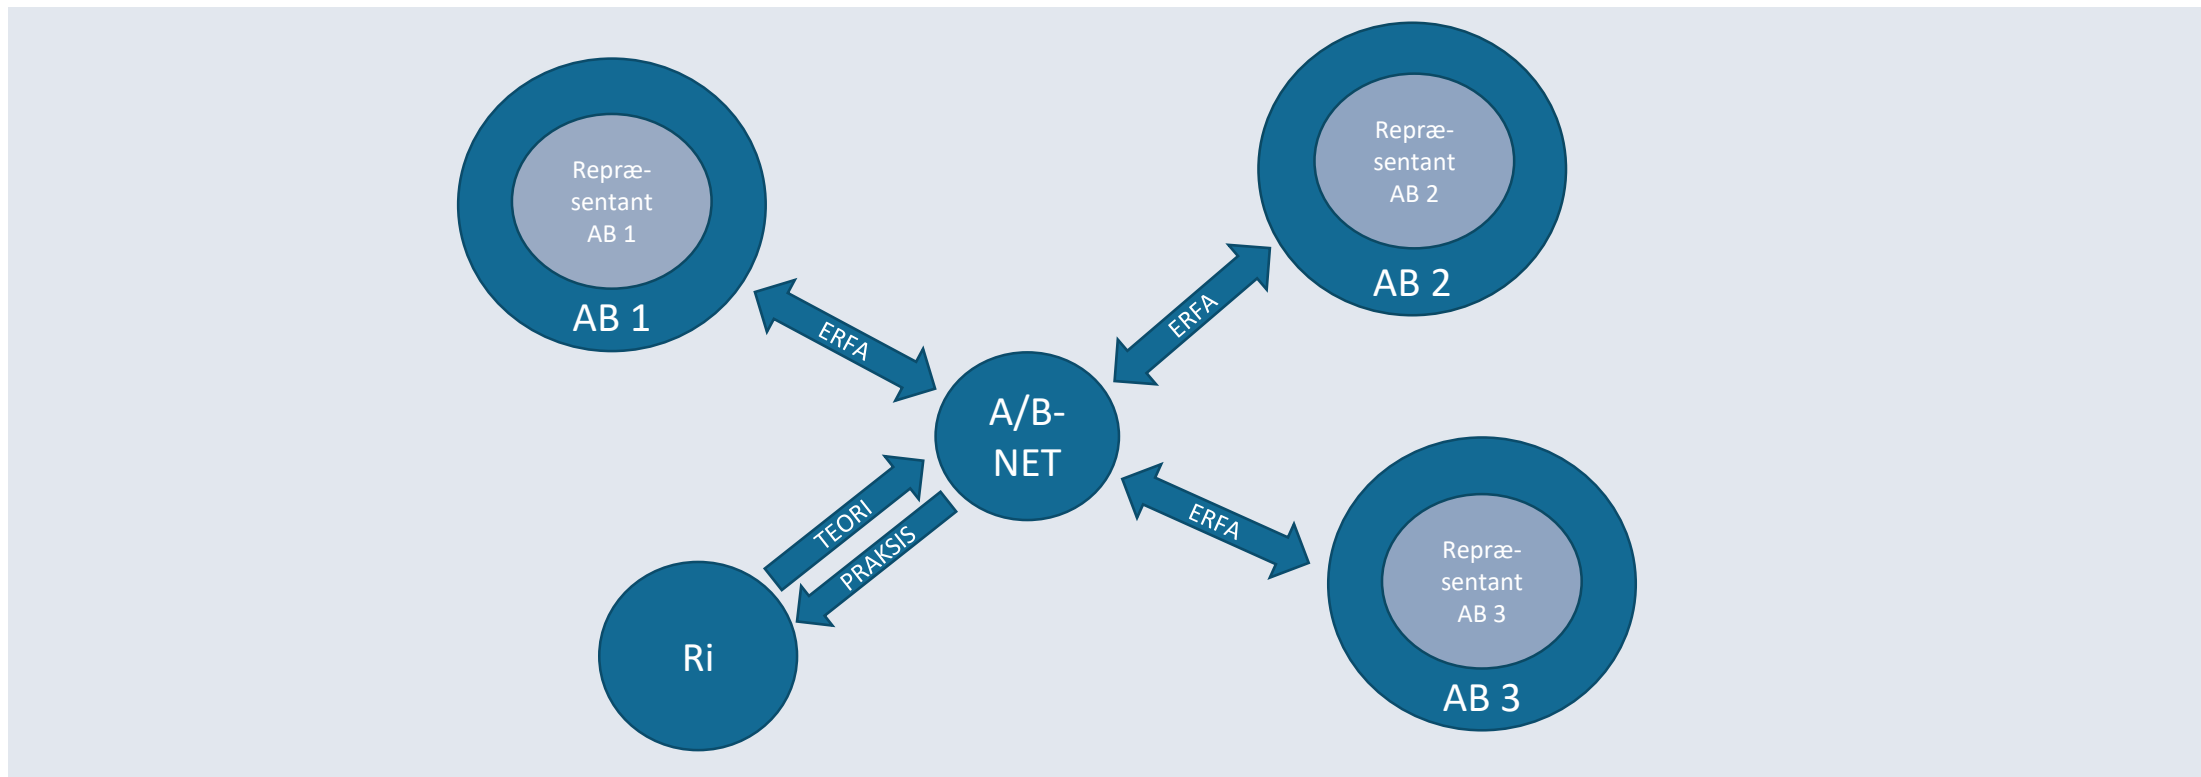 Repræ-
sentant
AB 1
AB 1
Repræ-
sentant
AB 2
AB 2
ERFA
ERFA
A/B-
NET
TEORI
PRAKSIS
ERFA
Ri
Repræ-
sentant
AB 3
AB 3